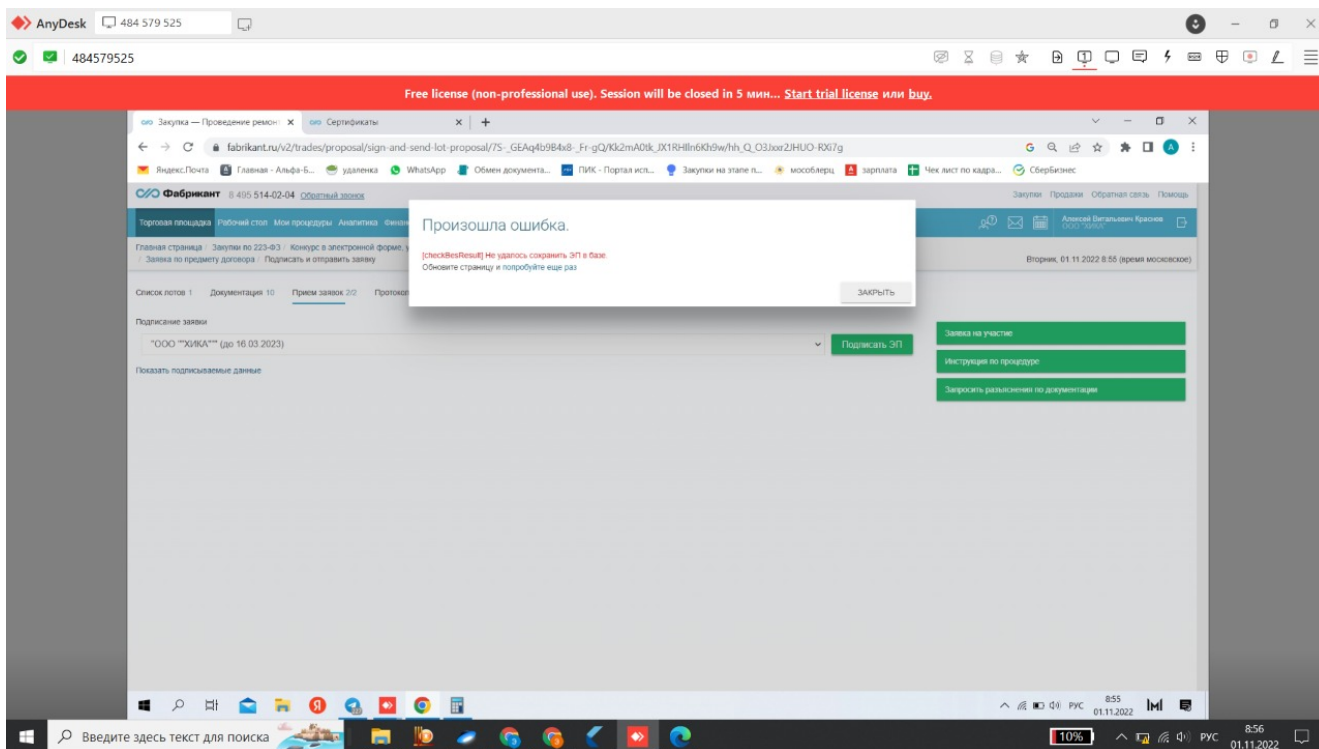 AnyDesk 484 579 525
484579525
Free license (non-professional use). Session will be closed in 5 мин... Start trial license или buy.
Закупка — Проведение ремон Сертификаты
fabrikant.ru/v2/trades/proposal/sign-and-send-lot-proposal/
Яндекс.Почта Главная - Альфа-Б... удаленка WhatsApp Обмен документа... ПИК - Портал исп... Закупки на этапе п... мособлерц зарплата Чек лист по кадра... СберБизнес
Фабрикант 8 495 514-02-04 Обратный звонок Закупки Продажи Обратная связь Помощь
Торговая площадка Рабочий стол Мои процедуры Аналитика Финан Алексей Витальевич Краснов
ООО "ХИКА"
Главная страница / Закупки по 223-ФЗ / Конкурс в электронной форме, у
/ Заявка по предмету договора / Подписать и отправить заявку Вторник, 01.11.2022 8:55 (время московское)
Произошла ошибка.
[checkBesResult] Не удалось сохранить ЭП в базе.
Обновите страницу и попробуйте еще раз
ЗАКРЫТЬ
Список лотов 1 Документация 10 Прием заявок 2/2 Протокол
Подписание заявки
"ООО ""ХИКА""" (до 16.03.2023) Подписать ЭП
Показать подписываемые данные
Заявка на участие
Инструкция по процедуре
Запросить разъяснения по документации
РУС 8:55
01.11.2022
Введите здесь текст для поиска 10% РУС 8:56
01.11.2022